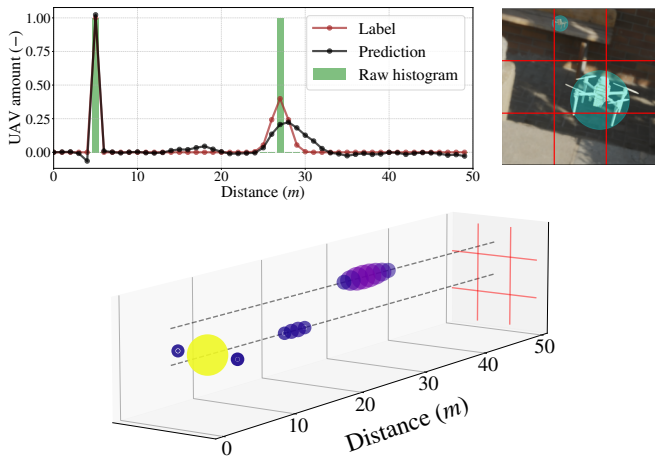 UAV amount (−)
1.00
0.75
0.50
0.25
0.00
Label
Prediction
Raw histogram
0 10 20 30 40 50
Distance (m)
0 10 20 30 40 50
Distance (m)